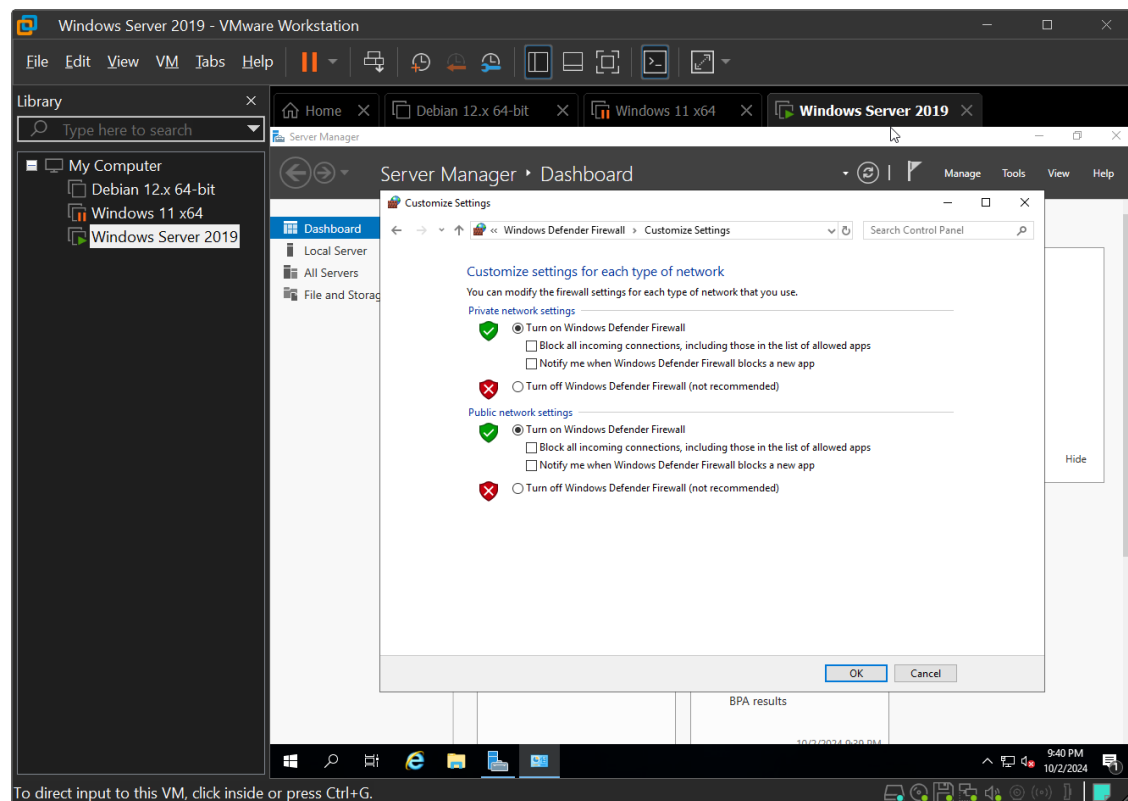 Windows Server 2019 - VMware Workstation
File Edit View VM Tabs Help
Library
Type here to search
My Computer
Debian 12.x 64-bit
Windows 11 x64
Windows Server 2019
Home Debian 12.x 64-bit Windows 11 x64 Windows Server 2019
Server Manager
Server Manager Dashboard
Manage Tools View Help
Dashboard
Local Server
All Servers
File and Storag
Customize Settings
« Windows Defender Firewall › Customize Settings
Search Control Panel
Customize settings for each type of network
You can modify the firewall settings for each type of network that you use.
Private network settings
Turn on Windows Defender Firewall
Block all incoming connections, including those in the list of allowed apps
Notify me when Windows Defender Firewall blocks a new app
Turn off Windows Defender Firewall (not recommended)
Public network settings
Turn on Windows Defender Firewall
Block all incoming connections, including those in the list of allowed apps
Notify me when Windows Defender Firewall blocks a new app
Turn off Windows Defender Firewall (not recommended)
Hide
OK Cancel
BPA results
10/2/2024 9:39 PM
9:40 PM
10/2/2024
1
To direct input to this VM, click inside or press Ctrl+G.